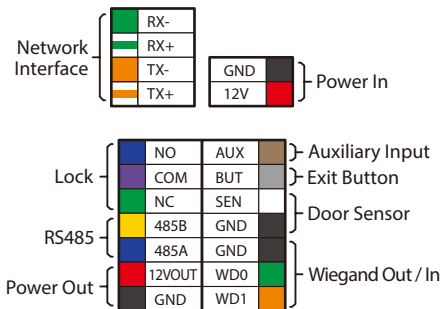 RX-
RX+
TX-
TX+
Network
Interface
GND
12V
Power In
NO AUX Auxiliary Input
COM BUT Exit Button
Lock
NC SEN
Door Sensor
485B GND
RS485
485A GND
12VOUT WD0 Wiegand Out / In
Power Out
GND WD1